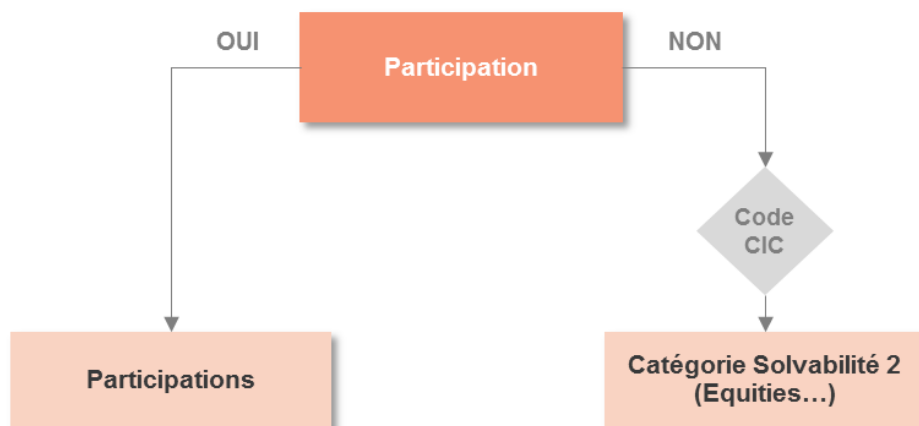 OUI
Participation
NON
Code
CIC
Participations
Catégorie Solvabilité 2
(Equities…)